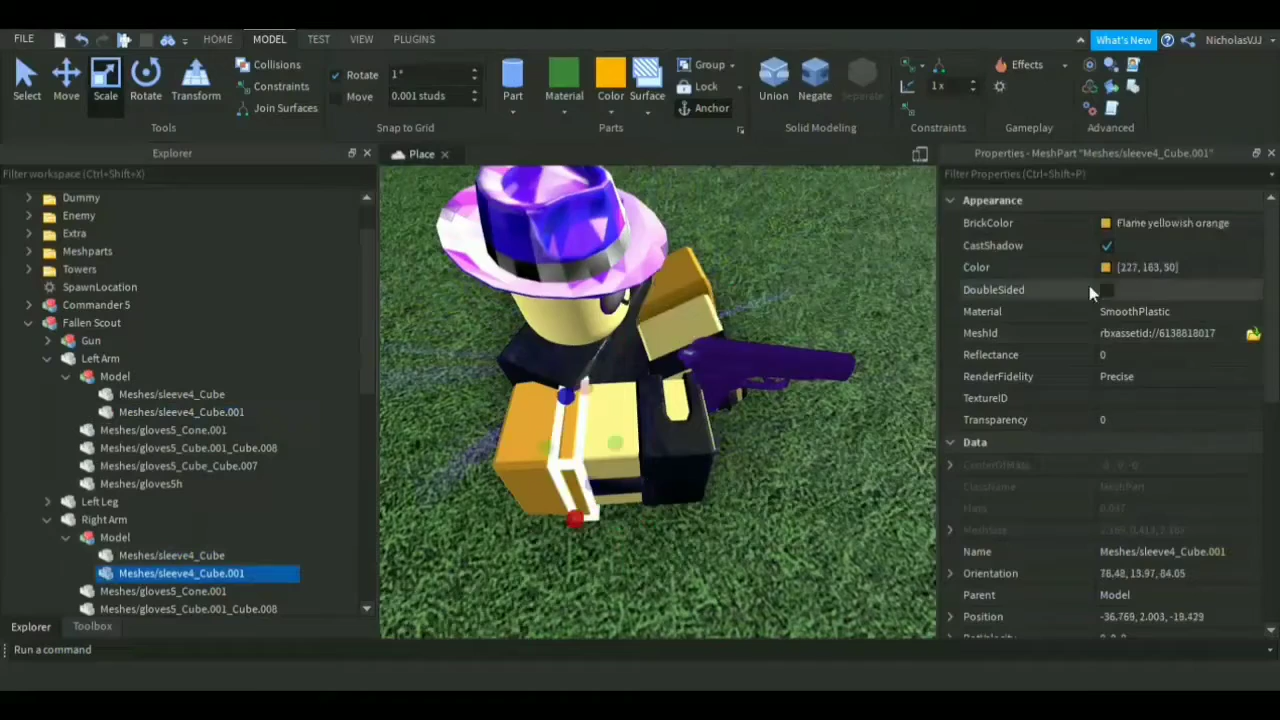 FILE HOME MODEL TEST VIEW PLUGINS What's New NicholasVJJ
Select Move Scale Rotate Transform
Collisions
Constraints
Join Surfaces
Tools
Rotate 1°
Move 0.001 studs
Snap to Grid
Part Material Color Surface
Group
Lock
Anchor
Parts
Union Negate Separate
Solid Modeling
1x
Constraints
Effects
Gameplay
Advanced
Explorer
Filter workspace (Ctrl+Shift+X)
Dummy
Enemy
Extra
Meshparts
Towers
SpawnLocation
Commander 5
Fallen Scout
Gun
Left Arm
Model
Meshes/sleeve4_Cube
Meshes/sleeve4_Cube.001
Meshes/gloves5_Cone.001
Meshes/gloves5_Cube.001_Cube.008
Meshes/gloves5_Cube_Cube.007
Meshes/gloves5h
Left Leg
Right Arm
Model
Meshes/sleeve4_Cube
Meshes/sleeve4_Cube.001
Meshes/gloves5_Cone.001
Meshes/gloves5_Cube.001_Cube.008
Explorer Toolbox
Run a command
Place
Properties - MeshPart "Meshes/sleeve4_Cube.001"
Filter Properties (Ctrl+Shift+P)
Appearance
BrickColor Flame yellowish orange
CastShadow
Color [227, 163, 50]
DoubleSided
Material SmoothPlastic
MeshId rbxassetid://6138818017
Reflectance 0
RenderFidelity Precise
TextureID
Transparency 0
Data
CenterOfMass
ClassName MeshPart
Mass
MeshSize
Name Meshes/sleeve4_Cube.001
Orientation 78.48, 13.97, 84.05
Parent Model
Position -36.769, 2.003, -19.429